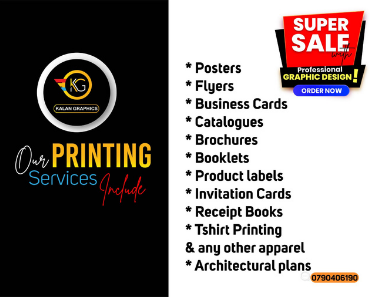 KG
KALAN GRAPHICS
Our PRINTING
Services
Include
SUPER
SALE
with
Professional
GRAPHIC DESIGN !
ORDER NOW
* Posters
* Flyers
* Business Cards
* Catalogues
* Brochures
* Booklets
* Product labels
* Invitation Cards
* Receipt Books
* Tshirt Printing
& any other apparel
* Architectural plans
0790406190